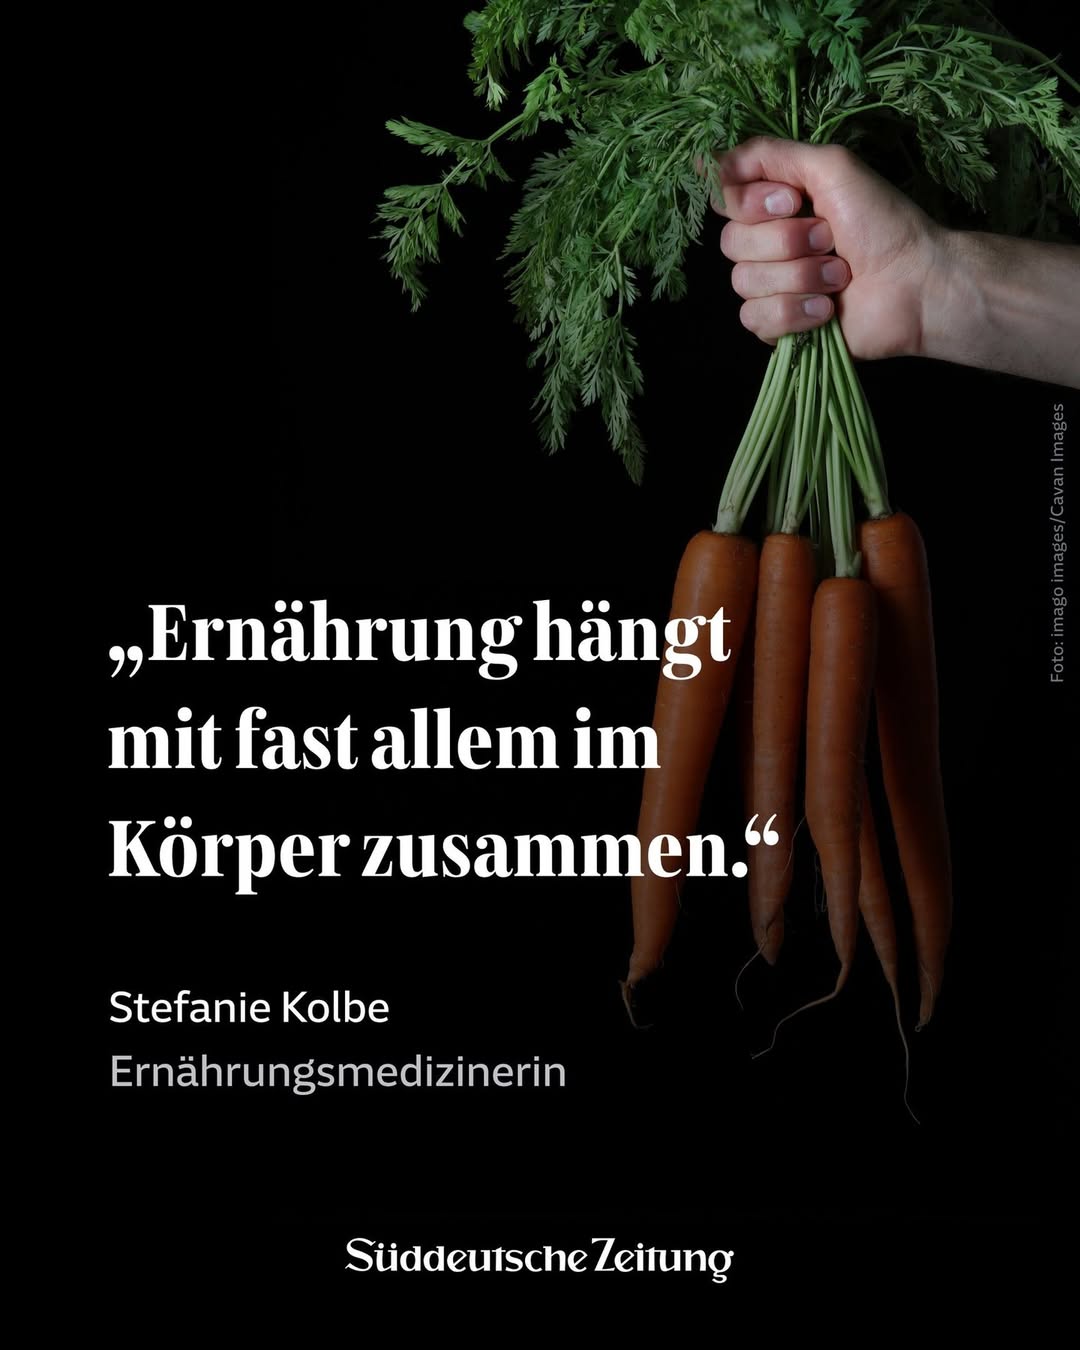 „Ernährung hängt
mit fast allem im
Körper zusammen.“
Stefanie Kolbe
Ernährungsmedizinerin
Süddeutsche Zeitung
Foto: imago images/Cavan Images